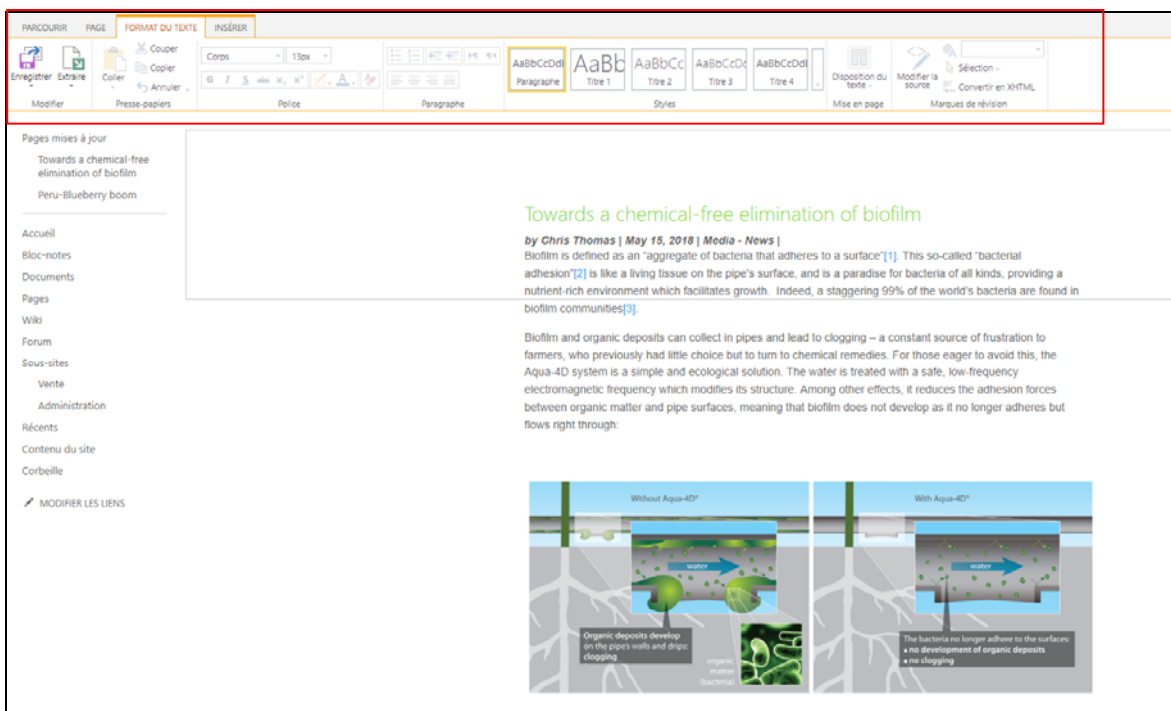 PARCOURIR PAGE FORMAT DU TEXTE INSÉRER
Enregistrer Extraire
Modifier
Coller Couper
Copier
Annuler
Presse-papiers
Corps 13px
G I S abc X₂ X² A
Police
Paragraphe
AaBbCcDdI AaBb AaBbCc AaBbCcDc AaBbCcDdI
Paragraphe Titre 1 Titre 2 Titre 3 Titre 4
Styles
Disposition du
texte
Mise en page
Modifier la
source
Sélection
Convertir en XHTML
Marques de révision
Pages mises à jour
Towards a chemical-free
elimination of biofilm
Peru-Blueberry boom
Accueil
Bloc-notes
Documents
Pages
Wiki
Forum
Sous-sites
Vente
Administration
Récents
Contenu du site
Corbeille
MODIFIER LES LIENS
Towards a chemical-free elimination of biofilm
by Chris Thomas | May 15, 2018 | Media - News |
Biofilm is defined as an “aggregate of bacteria that adheres to a surface”[1]. This so-called “bacterial
adhesion”[2] is like a living tissue on the pipe's surface, and is a paradise for bacteria of all kinds, providing a
nutrient-rich environment which facilitates growth. Indeed, a staggering 99% of the world's bacteria are found in
biofilm communities[3].
Biofilm and organic deposits can collect in pipes and lead to clogging – a constant source of frustration to
farmers, who previously had little choice but to turn to chemical remedies. For those eager to avoid this, the
Aqua-4D system is a simple and ecological solution. The water is treated with a safe, low-frequency
electromagnetic frequency which modifies its structure. Among other effects, it reduces the adhesion forces
between organic matter and pipe surfaces, meaning that biofilm does not develop as it no longer adheres but
flows right through:
Without Aqua-4D®
water
Organic deposits develop
on the pipe's walls and drips:
clogging
organic
matter
(bacteria)
With Aqua-4D®
water
The bacteria no longer adhere to the surfaces:
▪ no development of organic deposits
▪ no clogging